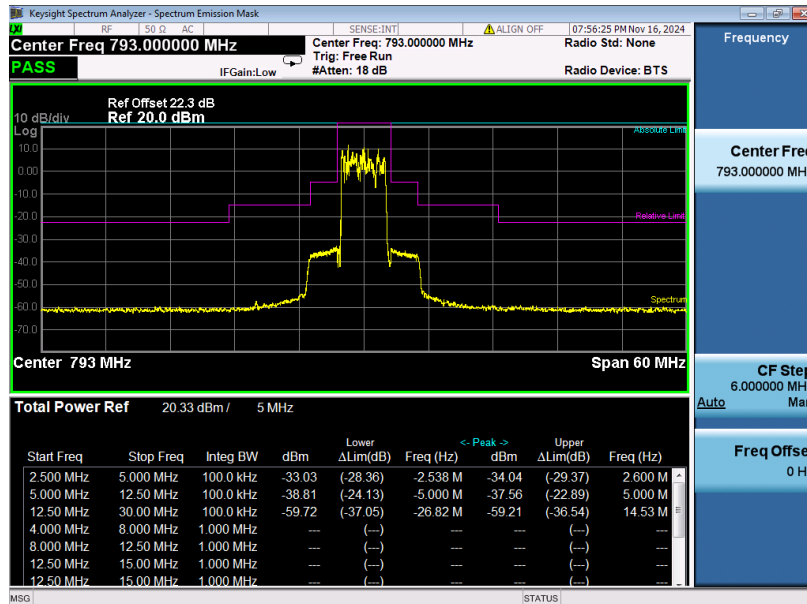 Keysight Spectrum Analyzer - Spectrum Emission Mask
LXI RF 50 Ω AC SENSE:INT ALIGN OFF 07:56:25 PM Nov 16, 2024
Center Freq 793.000000 MHz Center Freq: 793.000000 MHz Radio Std: None
Trig: Free Run
PASS IFGain:Low #Atten: 18 dB Radio Device: BTS
Ref Offset 22.3 dB
10 dB/div Ref 20.0 dBm
Log Absolute Limit
10.0
0.00
-10.0
-20.0 Relative Limit
-30.0
-40.0
-50.0
-60.0 Spectrum
-70.0
Center 793 MHz Span 60 MHz
Total Power Ref 20.33 dBm / 5 MHz
Lower <- Peak -> Upper
Start Freq Stop Freq Integ BW dBm ΔLim(dB) Freq (Hz) dBm ΔLim(dB) Freq (Hz)
2.500 MHz 5.000 MHz 100.0 kHz -33.03 (-28.36) -2.538 M -34.04 (-29.37) 2.600 M
5.000 MHz 12.50 MHz 100.0 kHz -38.81 (-24.13) -5.000 M -37.56 (-22.89) 5.000 M
12.50 MHz 30.00 MHz 100.0 kHz -59.72 (-37.05) -26.82 M -59.21 (-36.54) 14.53 M
4.000 MHz 8.000 MHz 1.000 MHz --- (---) --- --- (---) ---
8.000 MHz 12.50 MHz 1.000 MHz --- (---) --- --- (---) ---
12.50 MHz 15.00 MHz 1.000 MHz --- (---) --- --- (---) ---
12.50 MHz 15.00 MHz 1.000 MHz --- (---) --- --- (---) ---
MSG STATUS
Frequency
Center Fre
793.000000 MH
CF Step
6.000000 MH
Auto Ma
Freq Offse
0 H